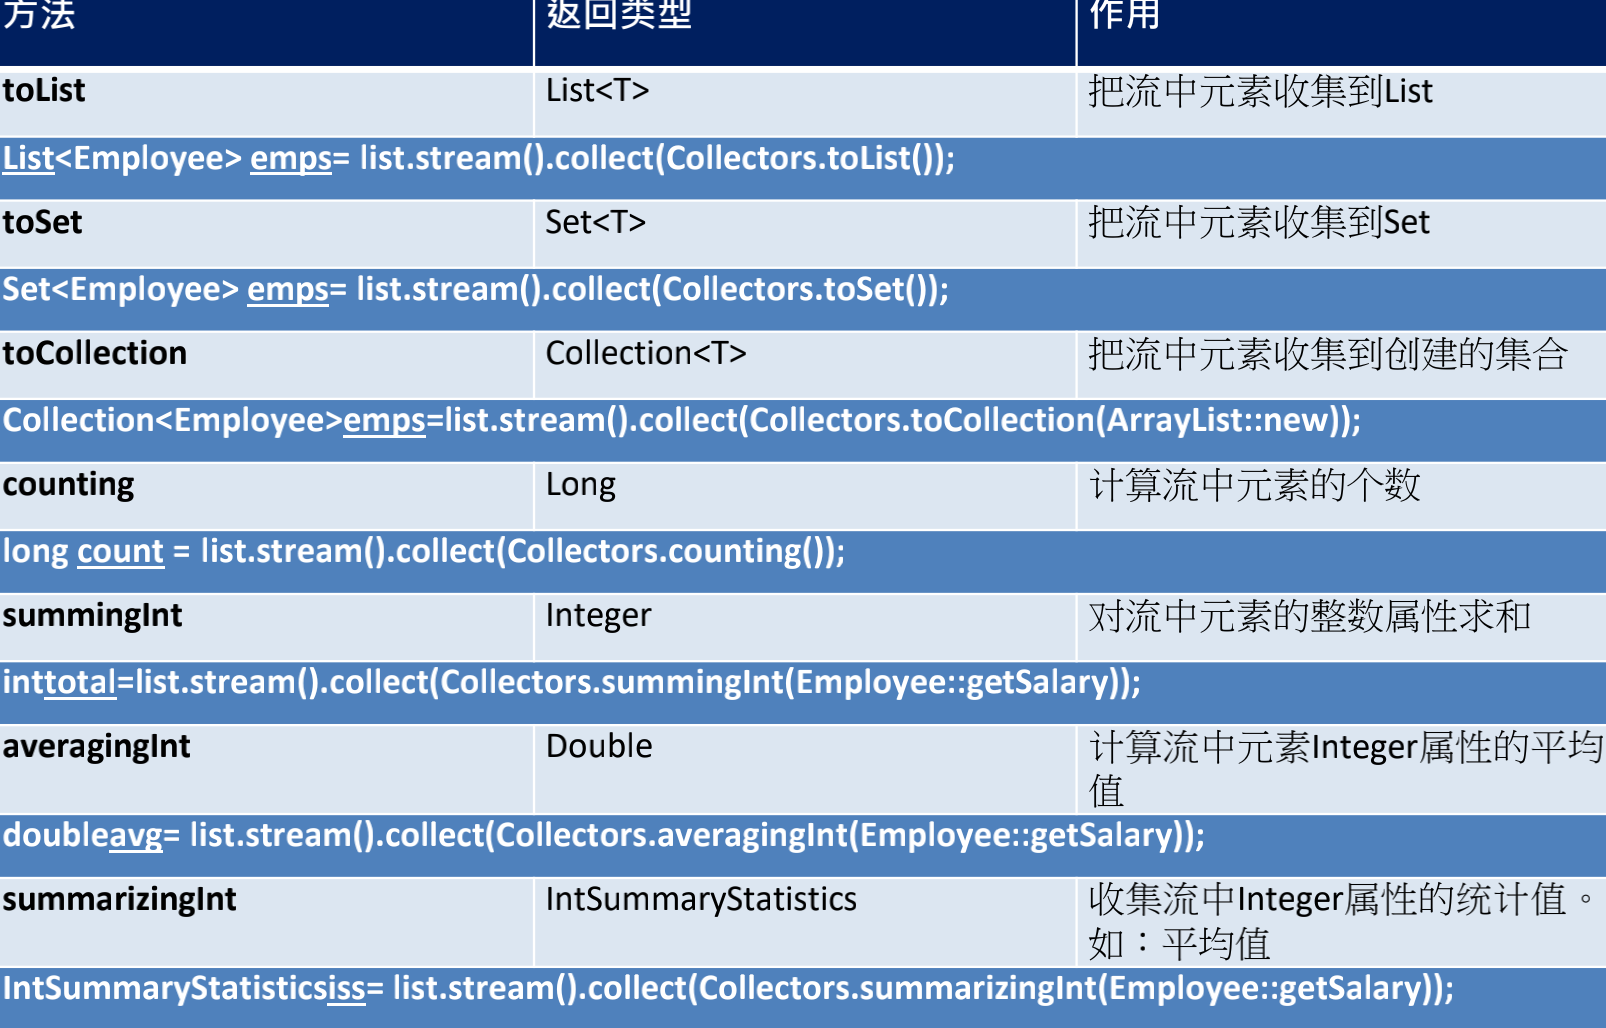 方法 返回类型 作用
toList List<T> 把流中元素收集到List
List<Employee> emps= list.stream().collect(Collectors.toList());
toSet Set<T> 把流中元素收集到Set
Set<Employee> emps= list.stream().collect(Collectors.toSet());
toCollection Collection<T> 把流中元素收集到创建的集合
Collection<Employee>emps=list.stream().collect(Collectors.toCollection(ArrayList::new));
counting Long 计算流中元素的个数
long count = list.stream().collect(Collectors.counting());
summingInt Integer 对流中元素的整数属性求和
inttotal=list.stream().collect(Collectors.summingInt(Employee::getSalary));
averagingInt Double 计算流中元素Integer属性的平均
值
doubleavg= list.stream().collect(Collectors.averagingInt(Employee::getSalary));
summarizingInt IntSummaryStatistics 收集流中Integer属性的统计值。
如：平均值
IntSummaryStatisticsiss= list.stream().collect(Collectors.summarizingInt(Employee::getSalary));